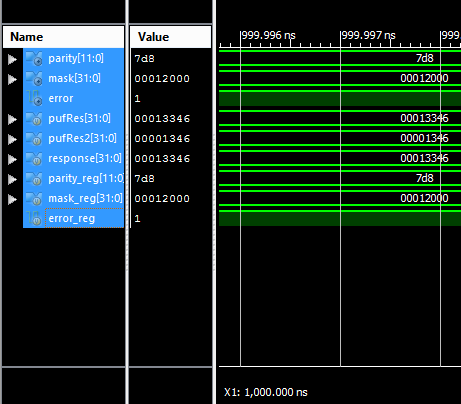 Name Value 999.996 ns 999.997 ns 999.
parity[11:0] 7d8 7d8
mask[31:0] 00012000 00012000
error 1
pufRes[31:0] 00013346 00013346
pufRes2[31:0] 00001346 00001346
response[31:0] 00013346 00013346
parity_reg[11:0] 7d8 7d8
mask_reg[31:0] 00012000 00012000
error_reg 1
X1: 1,000.000 ns